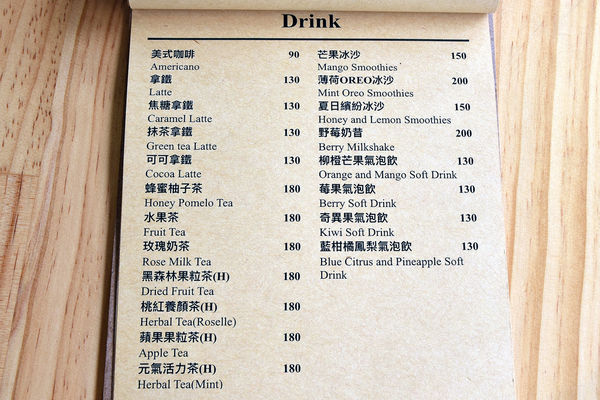 Drink
美式咖啡 90
Americano
拿鐵 130
Latte
焦糖拿鐵 130
Caramel Latte
抹茶拿鐵 130
Green tea Latte
可可拿鐵 130
Cocoa Latte
蜂蜜柚子茶 180
Honey Pomelo Tea
水果茶 180
Fruit Tea
玫瑰奶茶 180
Rose Milk Tea
黑森林果粒茶(H) 180
Dried Fruit Tea
桃紅養顏茶(H) 180
Herbal Tea(Roselle)
蘋果果粒茶(H) 180
Apple Tea
元氣活力茶(H) 180
Herbal Tea(Mint)
芒果冰沙 150
Mango Smoothies
薄荷OREO冰沙 200
Mint Oreo Smoothies
夏日繽紛冰沙 150
Honey and Lemon Smoothies
野莓奶昔 200
Berry Milkshake
柳橙芒果氣泡飲 130
Orange and Mango Soft Drink
莓果氣泡飲 130
Berry Soft Drink
奇異果氣泡飲 130
Kiwi Soft Drink
藍柑橘鳳梨氣泡飲 130
Blue Citrus and Pineapple Soft
Drink